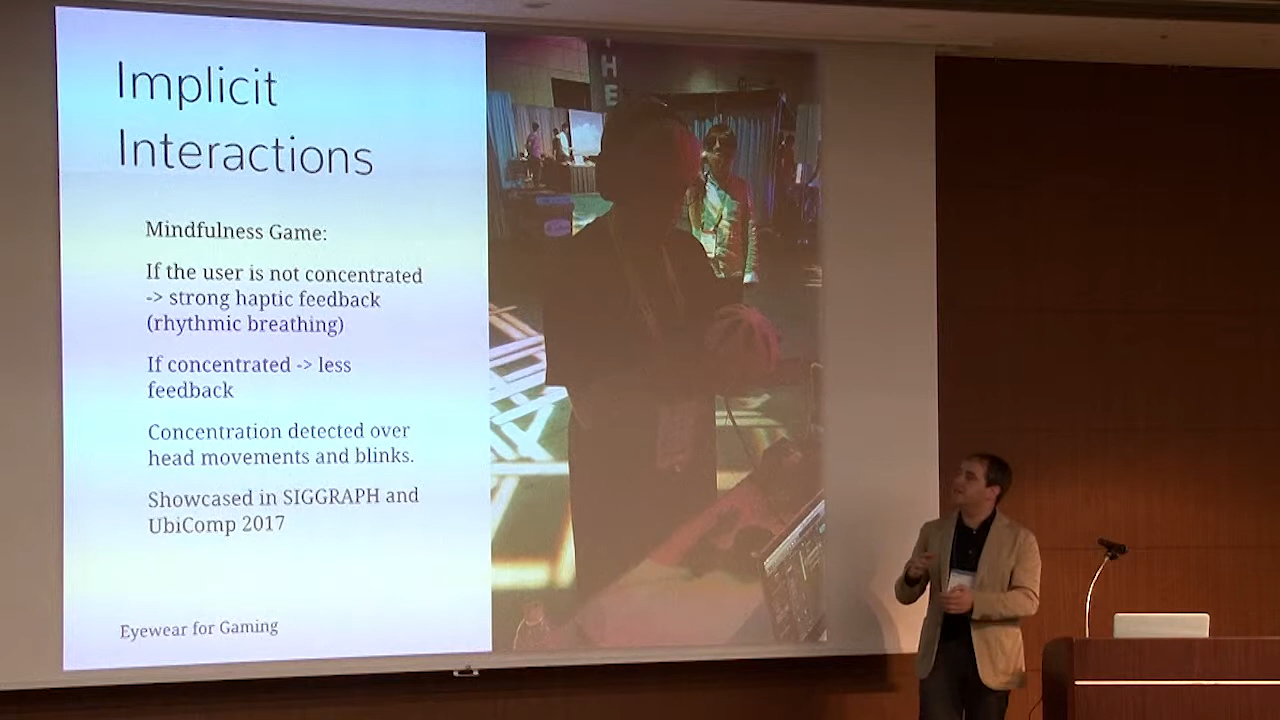 Implicit
Interactions
Mindfulness Game:
If the user is not concentrated
-> strong haptic feedback
(rhythmic breathing)
If concentrated -> less
feedback
Concentration detected over
head movements and blinks.
Showcased in SIGGRAPH and
UbiComp 2017
Eyewear for Gaming
THE